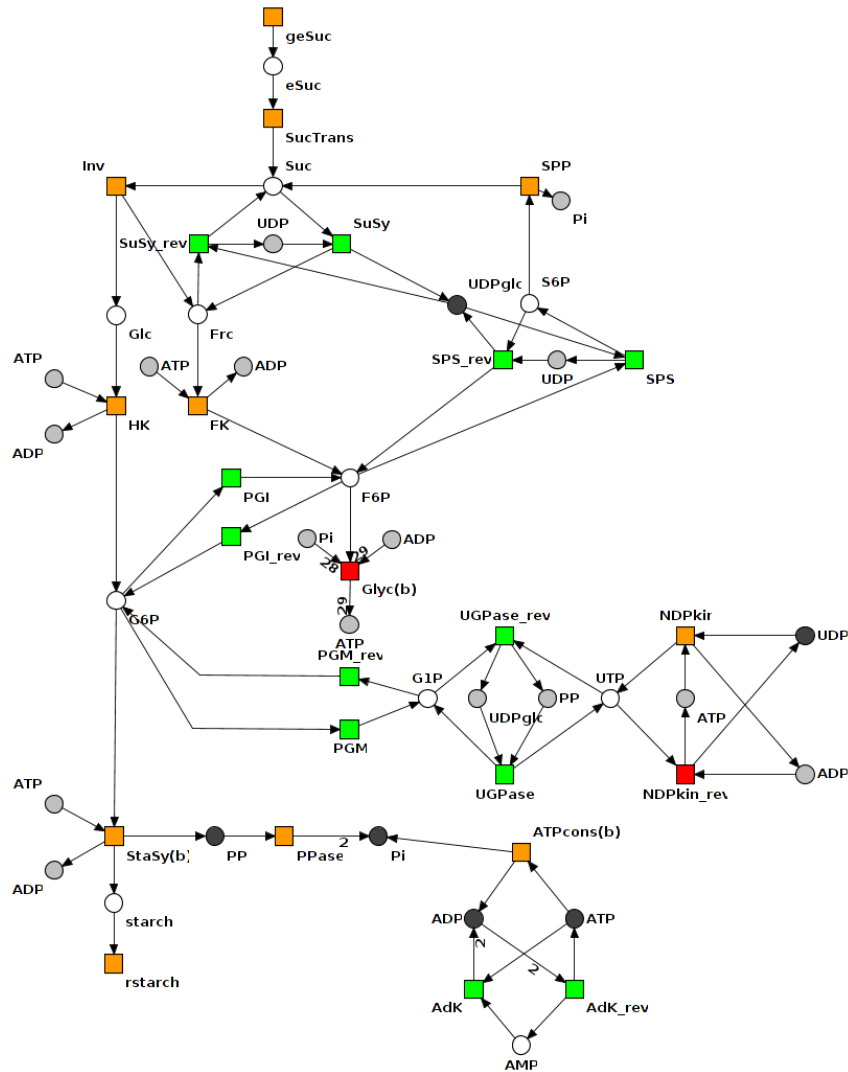 geSuc
eSuc
SucTrans
Inv
Suc
SPP
Pi
UDP
SuSy
SuSy_rev
UDPglc
S6P
Glc
Frc
SPS_rev
UDP
SPS
ATP
ATP
ADP
HK
FK
ADP
PGI
F6P
Pi
ADP
PGI_rev
28
29
Glyc(b)
29
G6P
ATP
PGM_rev
UGPase_rev
NDPkin
UDP
G1P
UTP
UDPglc
PP
ATP
PGM
UGPase
NDPkin_rev
ADP
ATP
StaSy(b)
PP
PPase
2
Pi
ATPcons(b)
ADP
starch
ADP
ATP
2
2
rstarch
AdK
AdK_rev
AMP